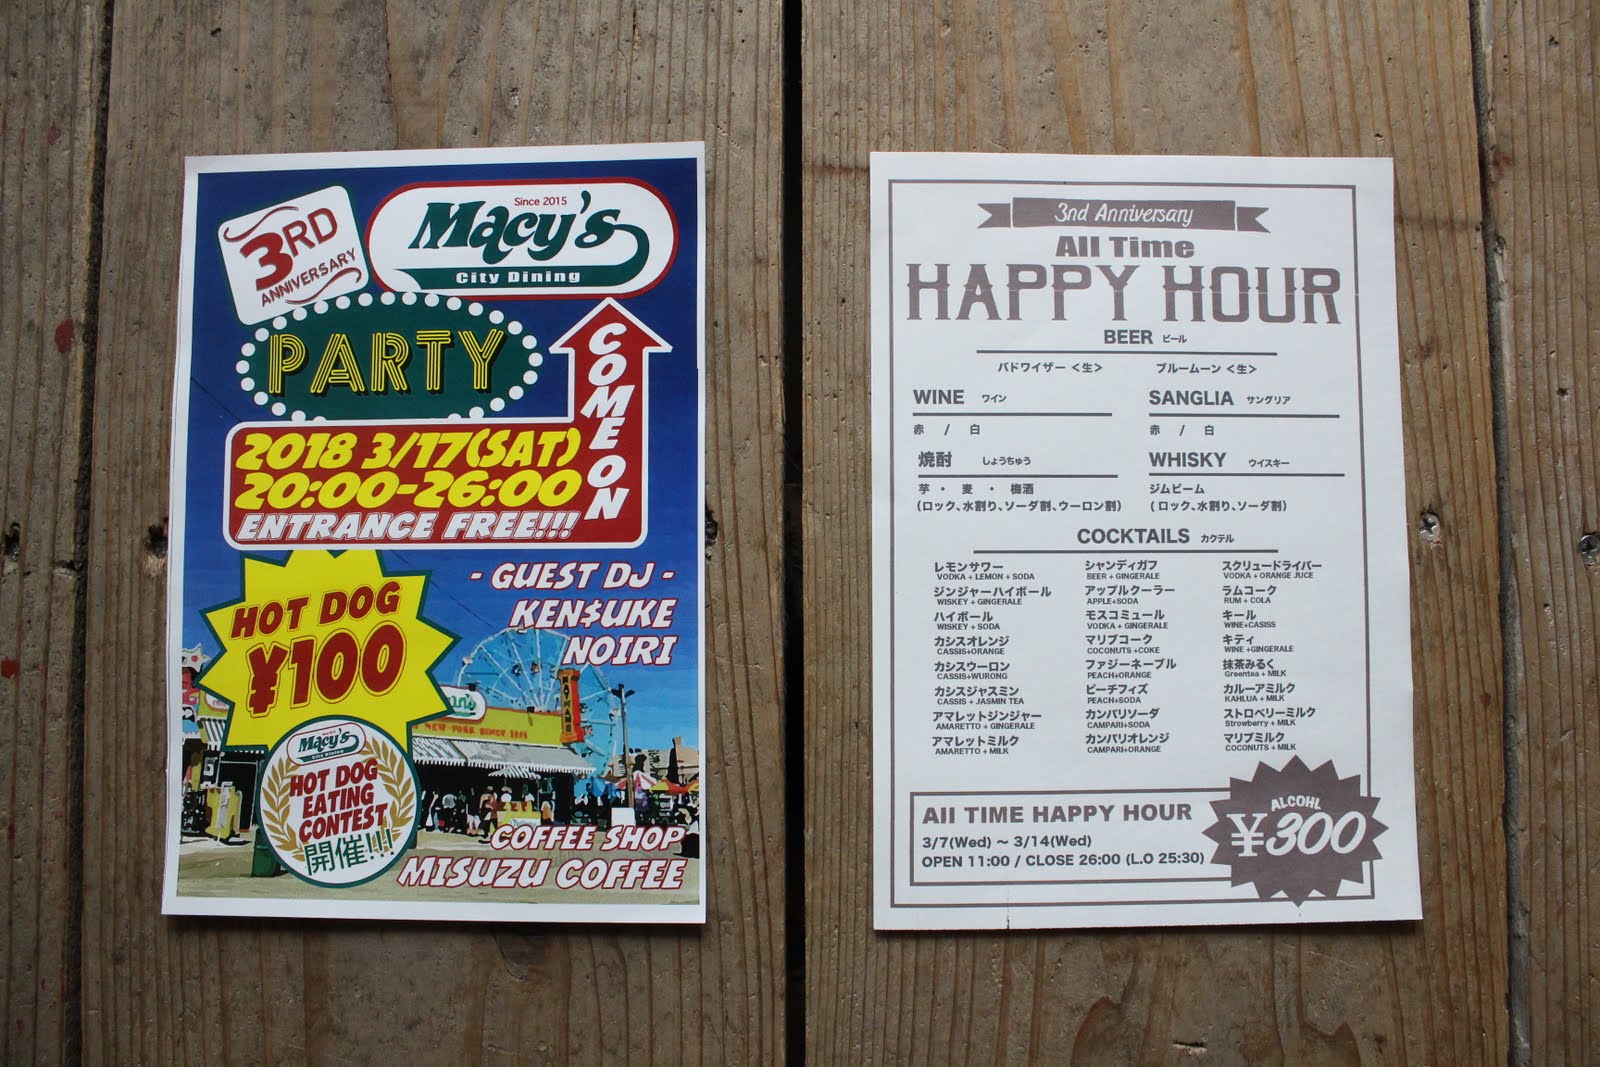 3RD
ANNIVERSARY
Since 2015
Macy's
City Dining
PARTY
COME ON
2018 3/17(SAT)
20:00-26:00
ENTRANCE FREE!!!
- GUEST DJ -
KEN$UKE
NOIRI
HOT DOG
¥100
NATHANS
Macy's
City Dining
HOT DOG
EATING
CONTEST
開催!!!
COFFEE SHOP
MISUZU COFFEE
3nd Anniversary
All Time
HAPPY HOUR
BEER ビール
バドワイザー <生> ブルームーン <生>
WINE ワイン
赤 / 白
SANGLIA サングリア
赤 / 白
焼酎 しょうちゅう
芋 ・ 麦 ・ 梅酒
(ロック、水割り、ソーダ割、ウーロン割)
WHISKY ウイスキー
ジムビーム
(ロック、水割り、ソーダ割)
COCKTAILS カクテル
レモンサワー
VODKA + LEMON + SODA
ジンジャーハイボール
WISKEY + GINGERALE
ハイボール
WISKEY + SODA
カシスオレンジ
CASSIS+ORANGE
カシスウーロン
CASSIS+WURONG
カシスジャスミン
CASSIS + JASMIN TEA
アマレットジンジャー
AMARETTO + GINGERALE
アマレットミルク
AMARETTO + MILK
シャンディガフ
BEER + GINGERALE
アップルクーラー
APPLE+SODA
モスコミュール
VODKA + GINGERALE
マリブコーク
COCONUTS +COKE
ファジーネーブル
PEACH+ORANGE
ピーチフィズ
PEACH+SODA
カンパリソーダ
CAMPARI+SODA
カンパリオレンジ
CAMPARI+ORANGE
スクリュードライバー
VODKA + ORANGE JUCE
ラムコーク
RUM + COLA
キール
WINE+CASISS
キティ
WINE +GINGERALE
抹茶みるく
Greentea + MILK
カルーアミルク
KAHLUA + MILK
ストロベリーミルク
Strowberry + MILK
マリブミルク
COCONUTS + MILK
All TIME HAPPY HOUR
3/7(Wed) ～ 3/14(Wed)
OPEN 11:00 / CLOSE 26:00 (L.O 25:30)
ALCOHL
¥300